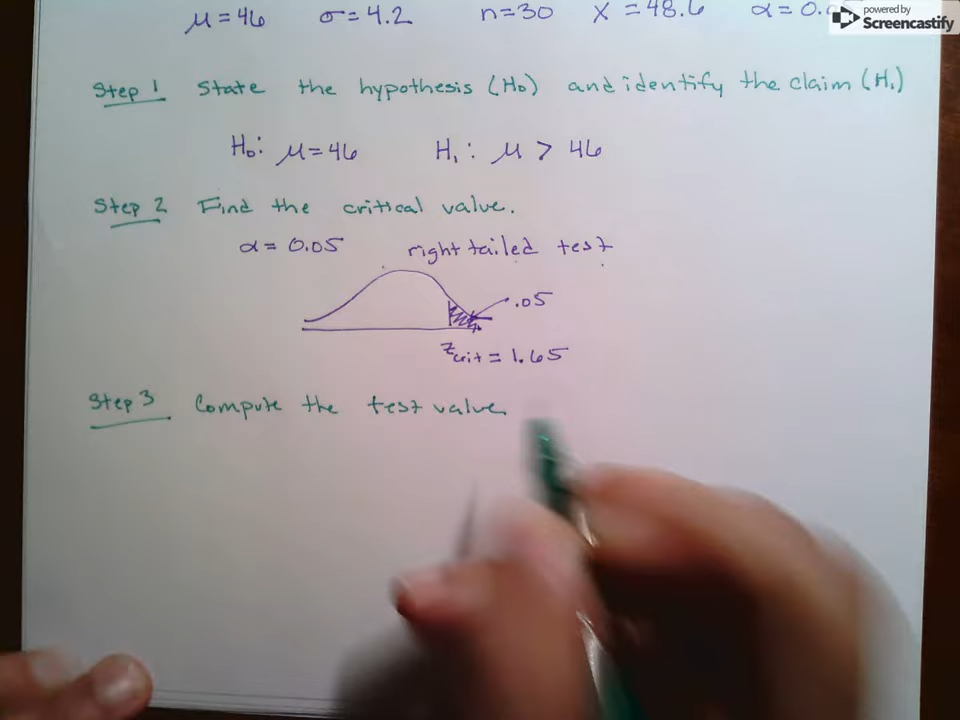 μ = 46 σ = 4.2 n = 30 X = 48.6 α = 0.0
powered by
Screencastify
Step 1 State the hypothesis (H₀) and identify the claim (H₁)
H₀: μ = 46 H₁: μ > 46
Step 2 Find the critical value.
α = 0.05 right tailed test
.05
zcrit = 1.65
Step 3 Compute the test value.